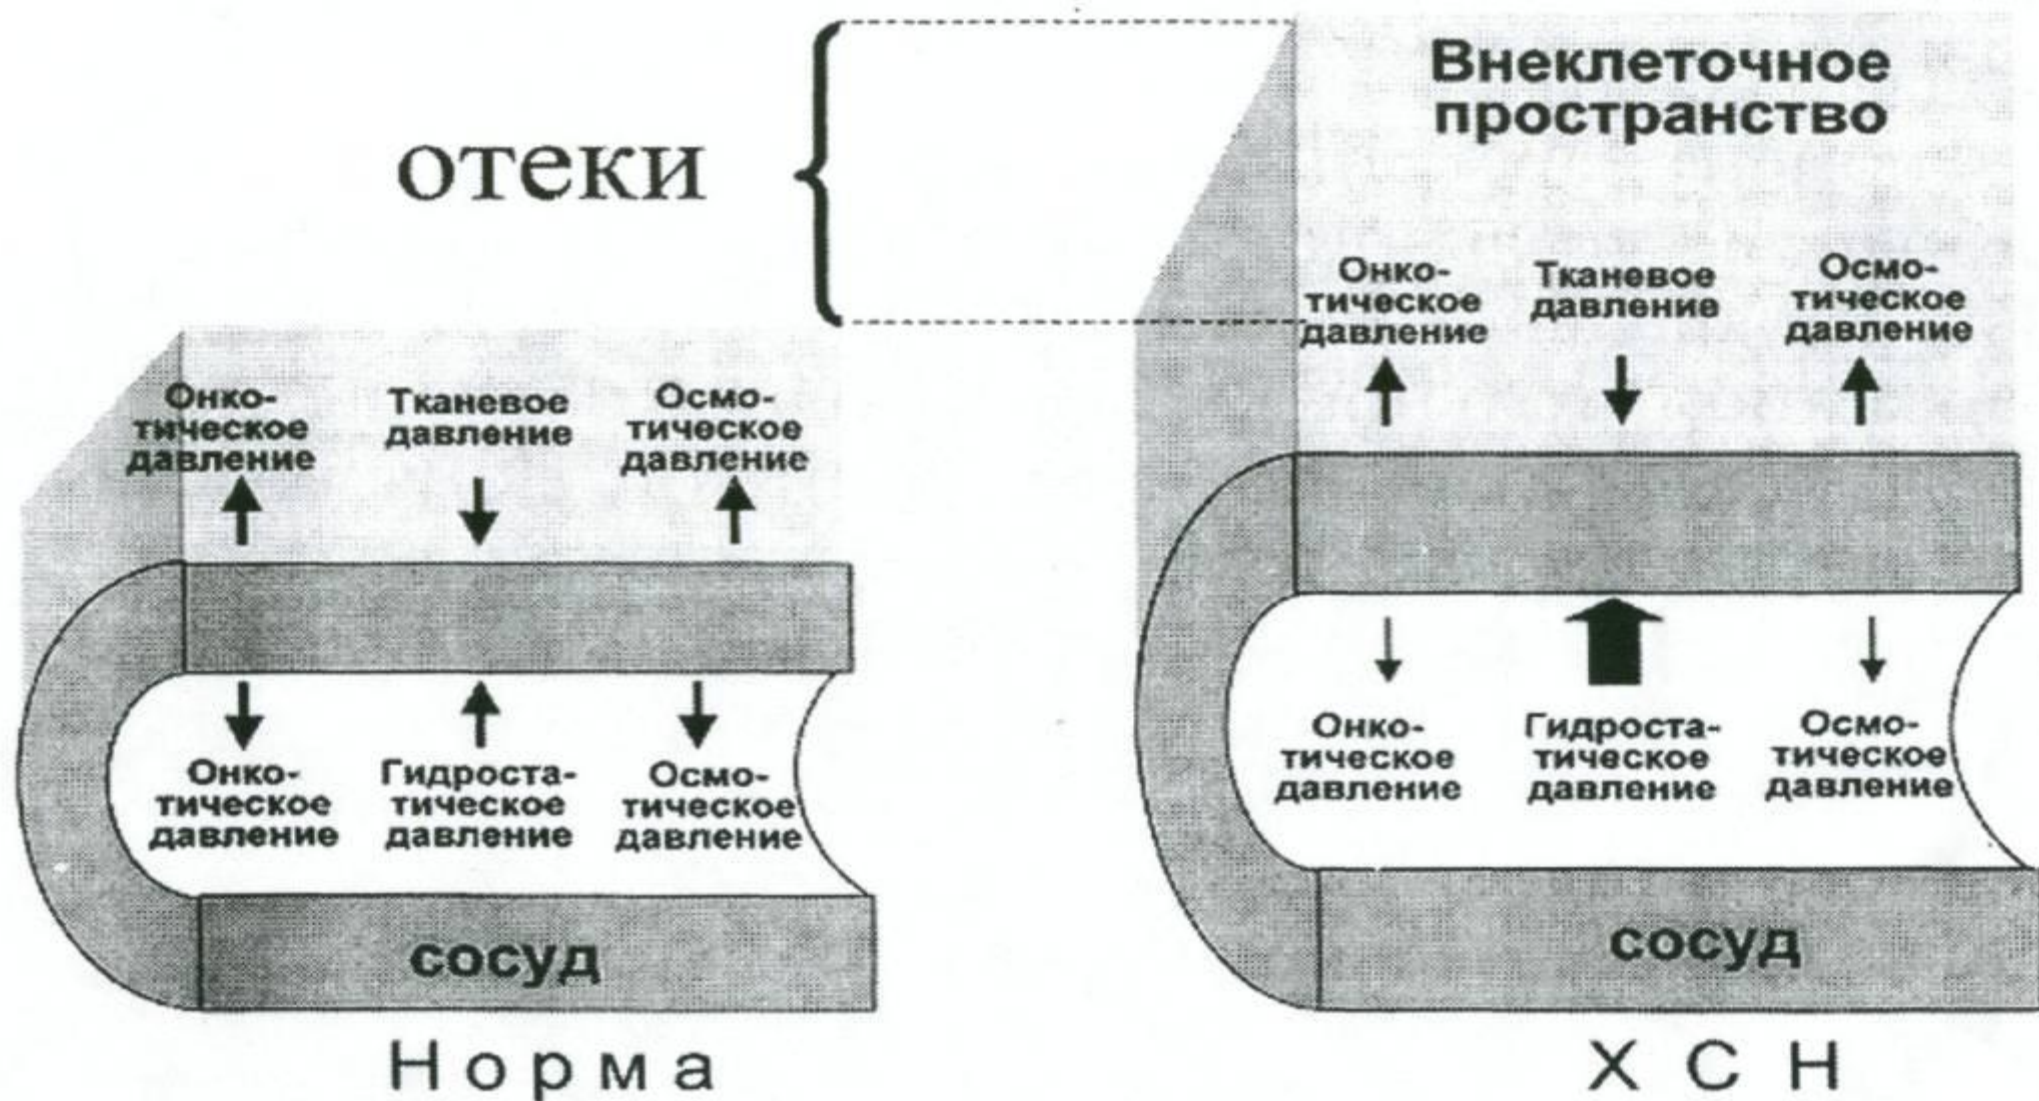 отеки
Внеклеточное
пространство
Онко-
тическое
давление
Тканевое
давление
Осмо-
тическое
давление
Онко-
тическое
давление
Гидроста-
тическое
давление
Осмо-
тическое
давление
сосуд
Норма
Онко-
тическое
давление
Тканевое
давление
Осмо-
тическое
давление
Онко-
тическое
давление
Гидроста-
тическое
давление
Осмо-
тическое
давление
сосуд
ХСН